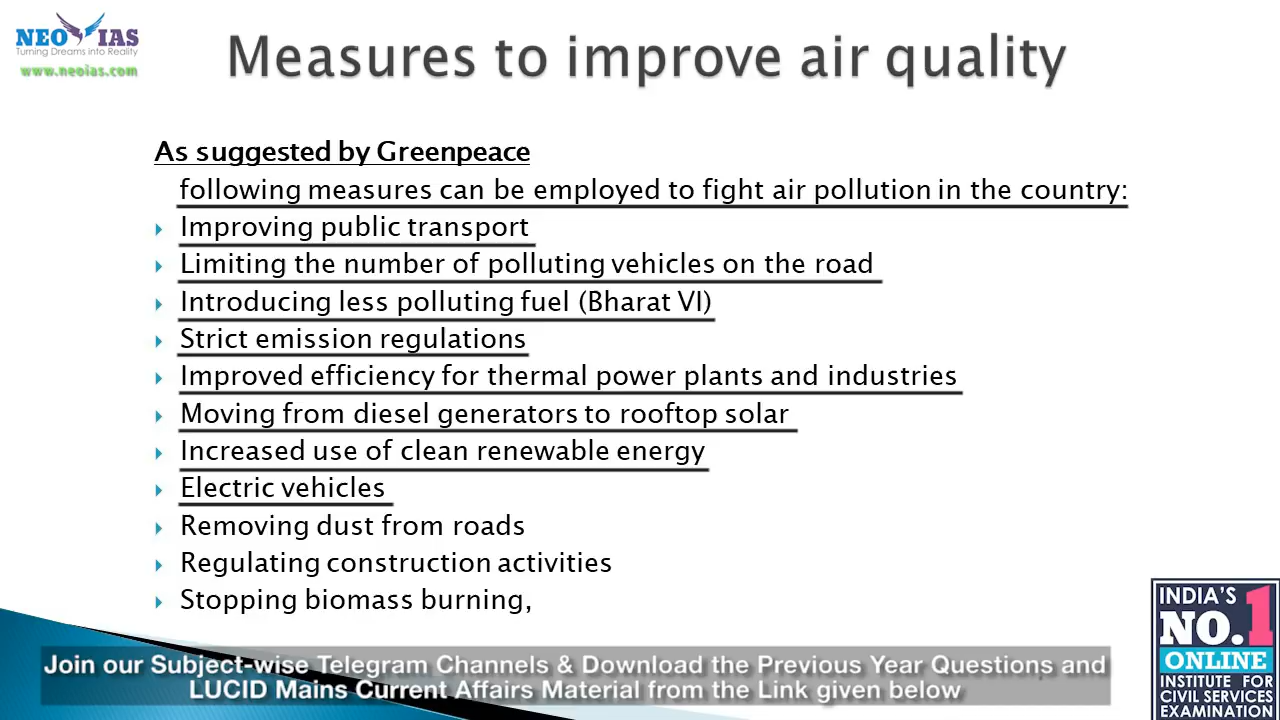 NEO IAS
Turning Dreams into Reality
www.neoias.com
Measures to improve air quality
As suggested by Greenpeace
following measures can be employed to fight air pollution in the country:
Improving public transport
Limiting the number of polluting vehicles on the road
Introducing less polluting fuel (Bharat VI)
Strict emission regulations
Improved efficiency for thermal power plants and industries
Moving from diesel generators to rooftop solar
Increased use of clean renewable energy
Electric vehicles
Removing dust from roads
Regulating construction activities
Stopping biomass burning,
Join our Subject-wise Telegram Channels & Download the Previous Year Questions and
LUCID Mains Current Affairs Material from the Link given below
INDIA'S
NO.1
ONLINE
INSTITUTE FOR
CIVIL SERVICES
EXAMINATION